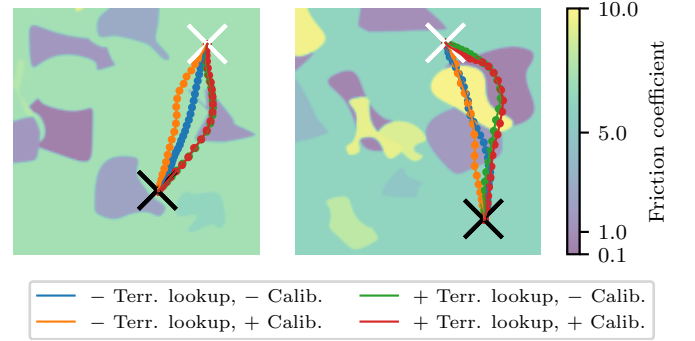 10.0
5.0
1.0
0.1
Friction coefficient
− Terr. lookup, − Calib.
− Terr. lookup, + Calib.
+ Terr. lookup, − Calib.
+ Terr. lookup, + Calib.